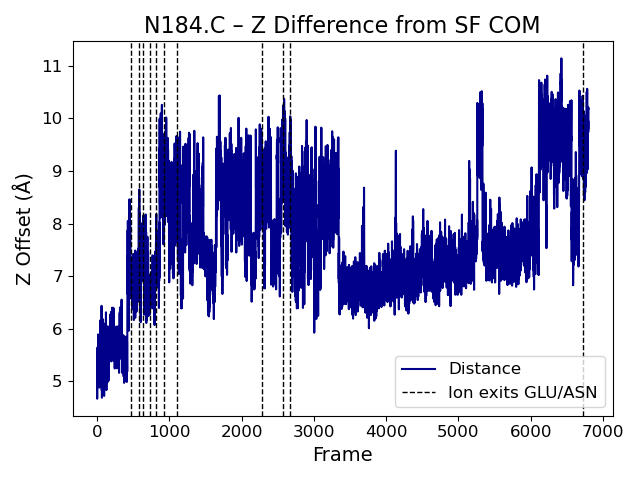 N184.C – Z Difference from SF COM
Z Offset (Å)
11
10
9
8
7
6
5
Distance
Ion exits GLU/ASN
0 1000 2000 3000 4000 5000 6000 7000
Frame